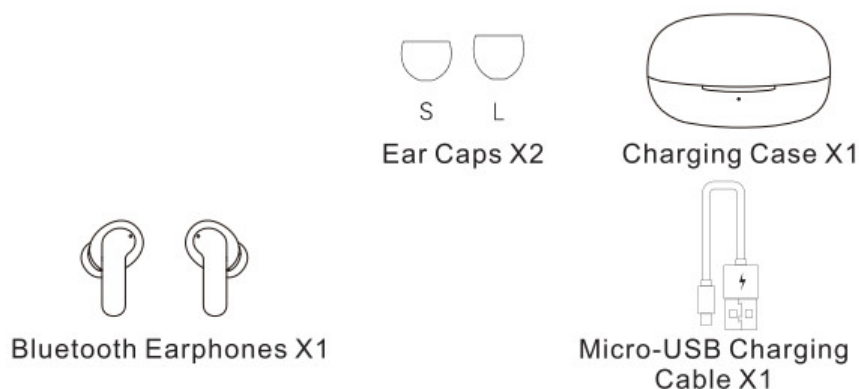 S L
Ear Caps X2
Charging Case X1
Bluetooth Earphones X1
Micro-USB Charging
Cable X1